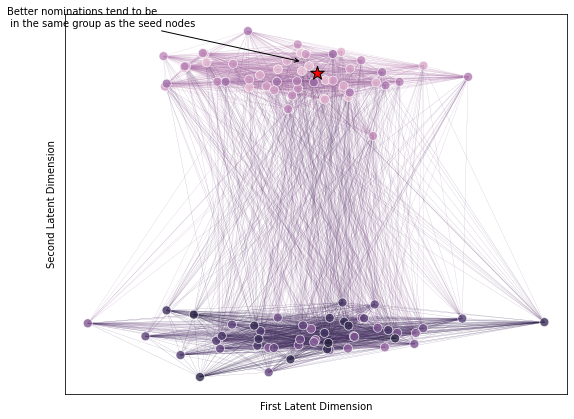 Better nominations tend to be
in the same group as the seed nodes
Second Latent Dimension
First Latent Dimension